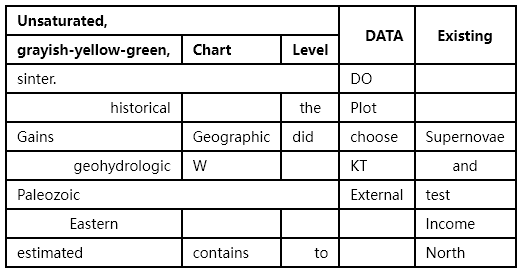 Unsaturated, DATA Existing
grayish-yellow-green, Chart Level
sinter. DO
historical the Plot
Gains Geographic did choose Supernovae
geohydrologic W KT and
Paleozoic External test
Eastern Income
estimated contains to North